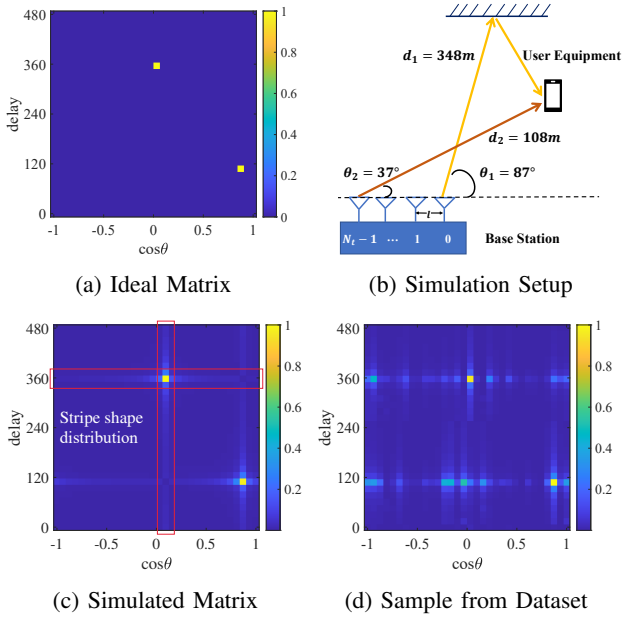 480
360
240
120
0
delay
-1 -0.5 0 0.5 1
cosθ
1
0.8
0.6
0.4
0.2
0
(a) Ideal Matrix
d₁ = 348m
User Equipment
d₂ = 108m
θ₂ = 37°
θ₁ = 87°
l
Nₜ − 1 ··· 1 0
Base Station
(b) Simulation Setup
480
360
240
120
0
delay
Stripe shape
distribution
-1 -0.5 0 0.5 1
cosθ
1
0.8
0.6
0.4
0.2
(c) Simulated Matrix
480
360
240
120
0
delay
-1 -0.5 0 0.5 1
cosθ
1
0.8
0.6
0.4
0.2
(d) Sample from Dataset